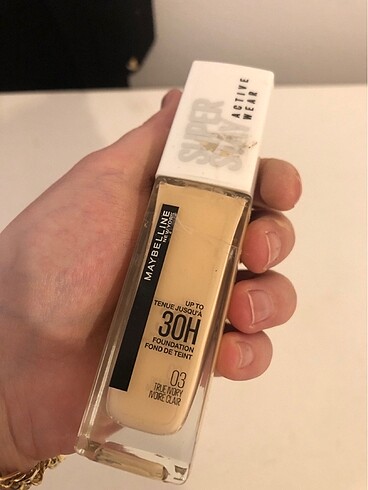 SUPER
STAY
ACTIVE
WEAR
MAYBELLINE
NEW YORK
UP TO
TENUE JUSQU'À
30H
FOUNDATION
FOND DE TEINT
03
TRUE IVORY
IVOIRE CLAIR